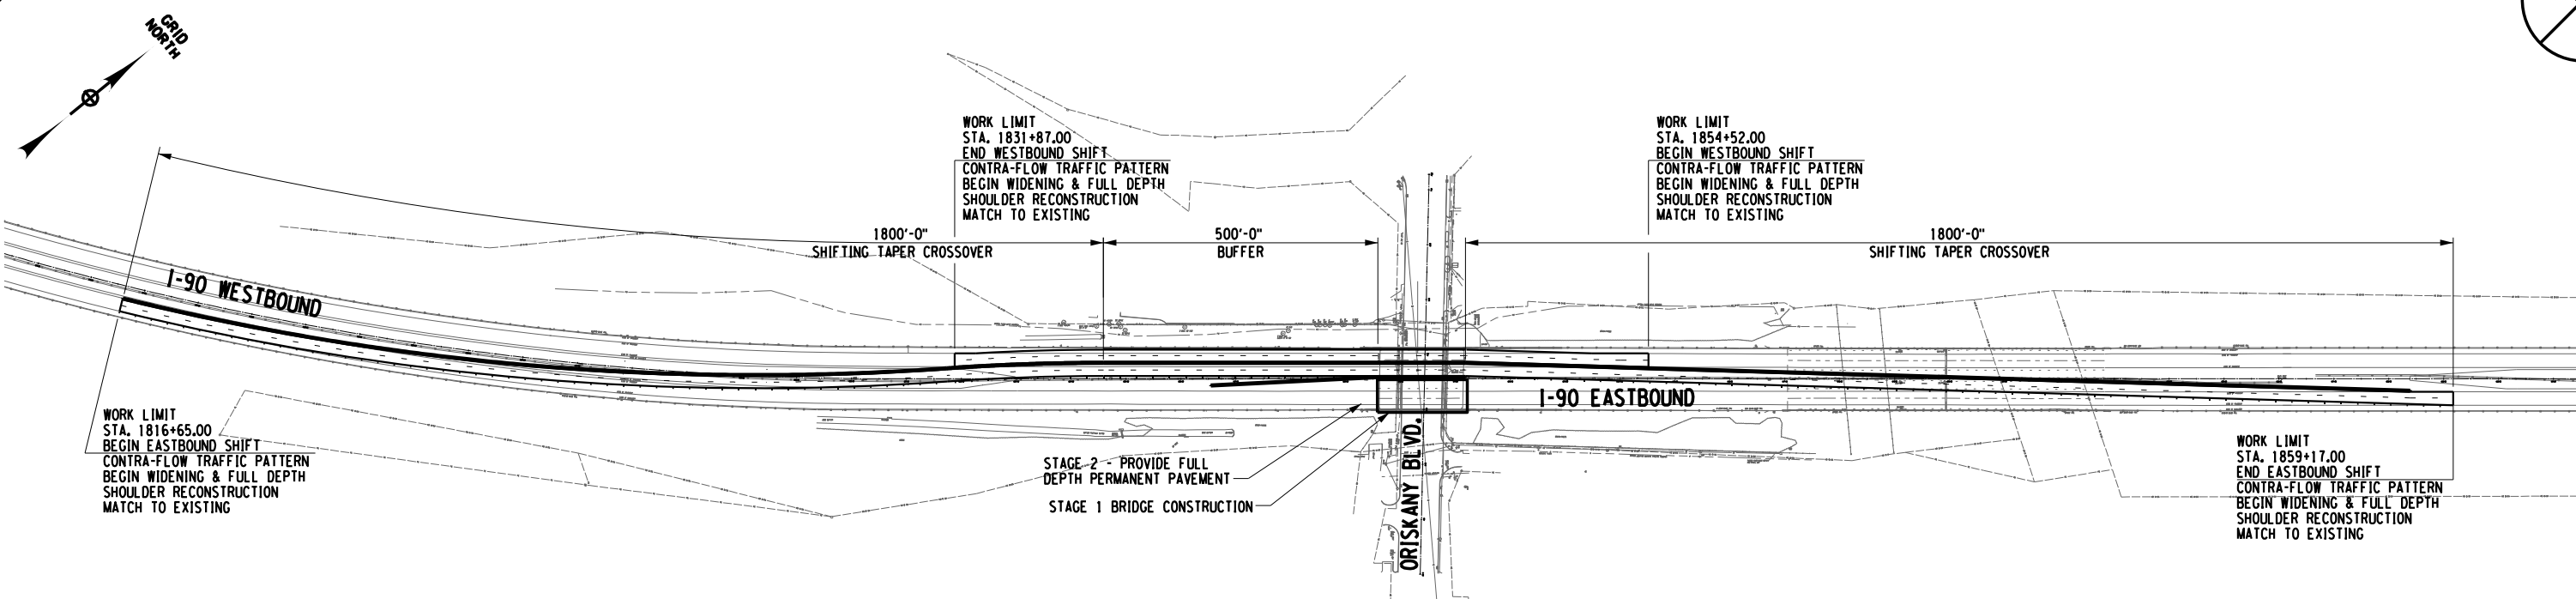 GRID
NORTH
WORK LIMIT
STA. 1831+87.00
END WESTBOUND SHIFT
CONTRA-FLOW TRAFFIC PATTERN
BEGIN WIDENING & FULL DEPTH
SHOULDER RECONSTRUCTION
MATCH TO EXISTING
WORK LIMIT
STA. 1854+52.00
BEGIN WESTBOUND SHIFT
CONTRA-FLOW TRAFFIC PATTERN
BEGIN WIDENING & FULL DEPTH
SHOULDER RECONSTRUCTION
MATCH TO EXISTING
1800'-0"
SHIFTING TAPER CROSSOVER
500'-0"
BUFFER
1800'-0"
SHIFTING TAPER CROSSOVER
I-90 WESTBOUND
I-90 EASTBOUND
ORISKANY BLVD.
WORK LIMIT
STA. 1816+65.00
BEGIN EASTBOUND SHIFT
CONTRA-FLOW TRAFFIC PATTERN
BEGIN WIDENING & FULL DEPTH
SHOULDER RECONSTRUCTION
MATCH TO EXISTING
STAGE 2 - PROVIDE FULL
DEPTH PERMANENT PAVEMENT
STAGE 1 BRIDGE CONSTRUCTION
WORK LIMIT
STA. 1859+17.00
END EASTBOUND SHIFT
CONTRA-FLOW TRAFFIC PATTERN
BEGIN WIDENING & FULL DEPTH
SHOULDER RECONSTRUCTION
MATCH TO EXISTING